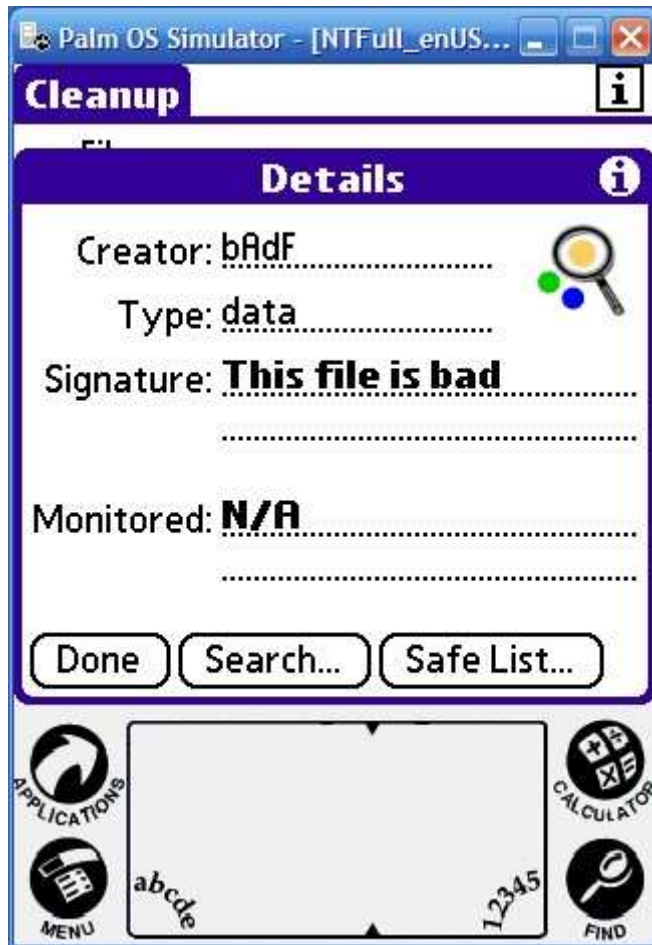 Palm OS Simulator - [NTFull_enUS...
Cleanup
Details
Creator: bAdF
Type: data
Signature: This file is bad
Monitored: N/A
Done Search... Safe List...
APPLICATIONS
CALCULATOR
abcde
12345
MENU
FIND